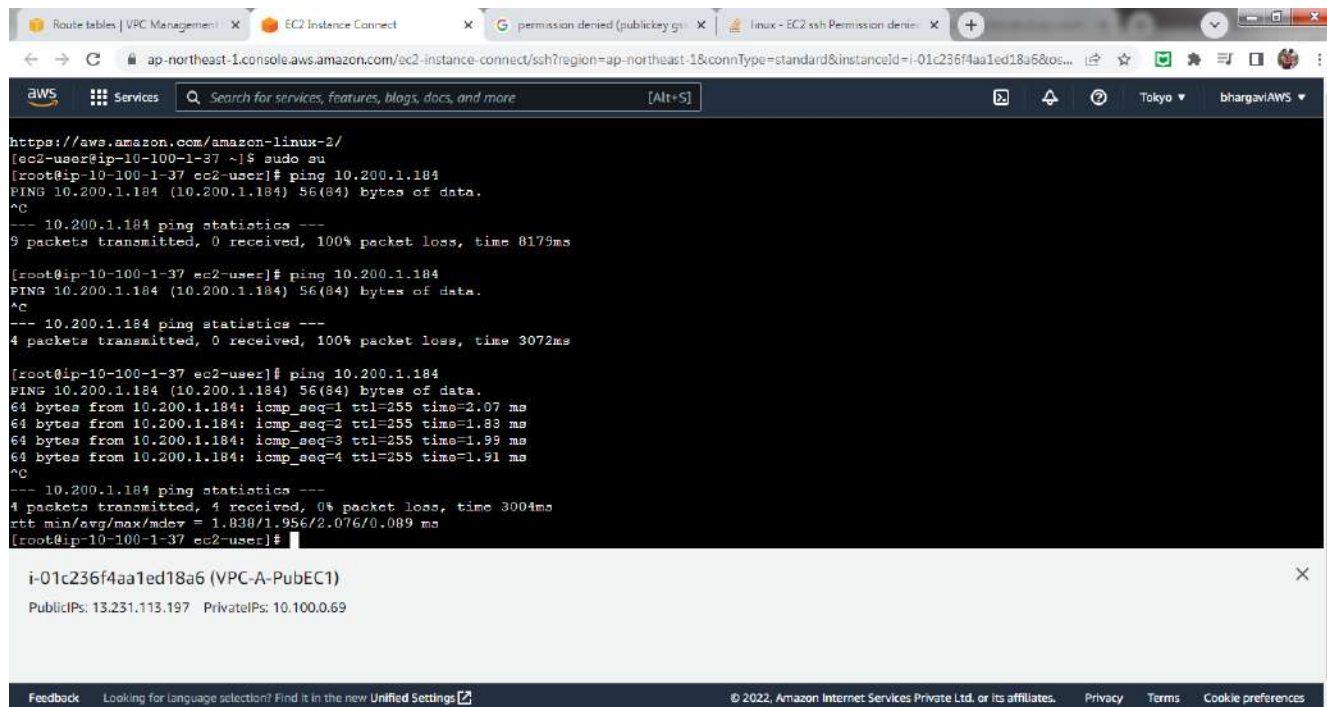 Route tables | VPC Management
EC2 Instance Connect
permission denied (publickey gs
linux - EC2 ssh Permission denie
ap-northeast-1.console.aws.amazon.com/ec2-instance-connect/ssh?region=ap-northeast-1&connType=standard&instanceId=i-01c236f4aa1ed18a6&os...
aws Services Search for services, features, blogs, docs, and more [Alt+S] Tokyo ▼ bhargaviAWS ▼
https://aws.amazon.com/amazon-linux-2/
[ec2-user@ip-10-100-1-37 ~]$ sudo su
[root@ip-10-100-1-37 ec2-user]# ping 10.200.1.184
PING 10.200.1.184 (10.200.1.184) 56(84) bytes of data.
^C
--- 10.200.1.184 ping statistics ---
9 packets transmitted, 0 received, 100% packet loss, time 8179ms
[root@ip-10-100-1-37 ec2-user]# ping 10.200.1.184
PING 10.200.1.184 (10.200.1.184) 56(84) bytes of data.
^C
--- 10.200.1.184 ping statistics ---
4 packets transmitted, 0 received, 100% packet loss, time 3072ms
[root@ip-10-100-1-37 ec2-user]# ping 10.200.1.184
PING 10.200.1.184 (10.200.1.184) 56(84) bytes of data.
64 bytes from 10.200.1.184: icmp_seq=1 ttl=255 time=2.07 ms
64 bytes from 10.200.1.184: icmp_seq=2 ttl=255 time=1.83 ms
64 bytes from 10.200.1.184: icmp_seq=3 ttl=255 time=1.99 ms
64 bytes from 10.200.1.184: icmp_seq=4 ttl=255 time=1.91 ms
^C
--- 10.200.1.184 ping statistics ---
4 packets transmitted, 4 received, 0% packet loss, time 3004ms
rtt min/avg/max/mdev = 1.838/1.956/2.076/0.089 ms
[root@ip-10-100-1-37 ec2-user]#
i-01c236f4aa1ed18a6 (VPC-A-PubEC1)
PublicIPs: 13.231.113.197 PrivateIPs: 10.100.0.69
Feedback Looking for language selection? Find it in the new Unified Settings © 2022, Amazon Internet Services Private Ltd. or its affiliates. Privacy Terms Cookie preferences